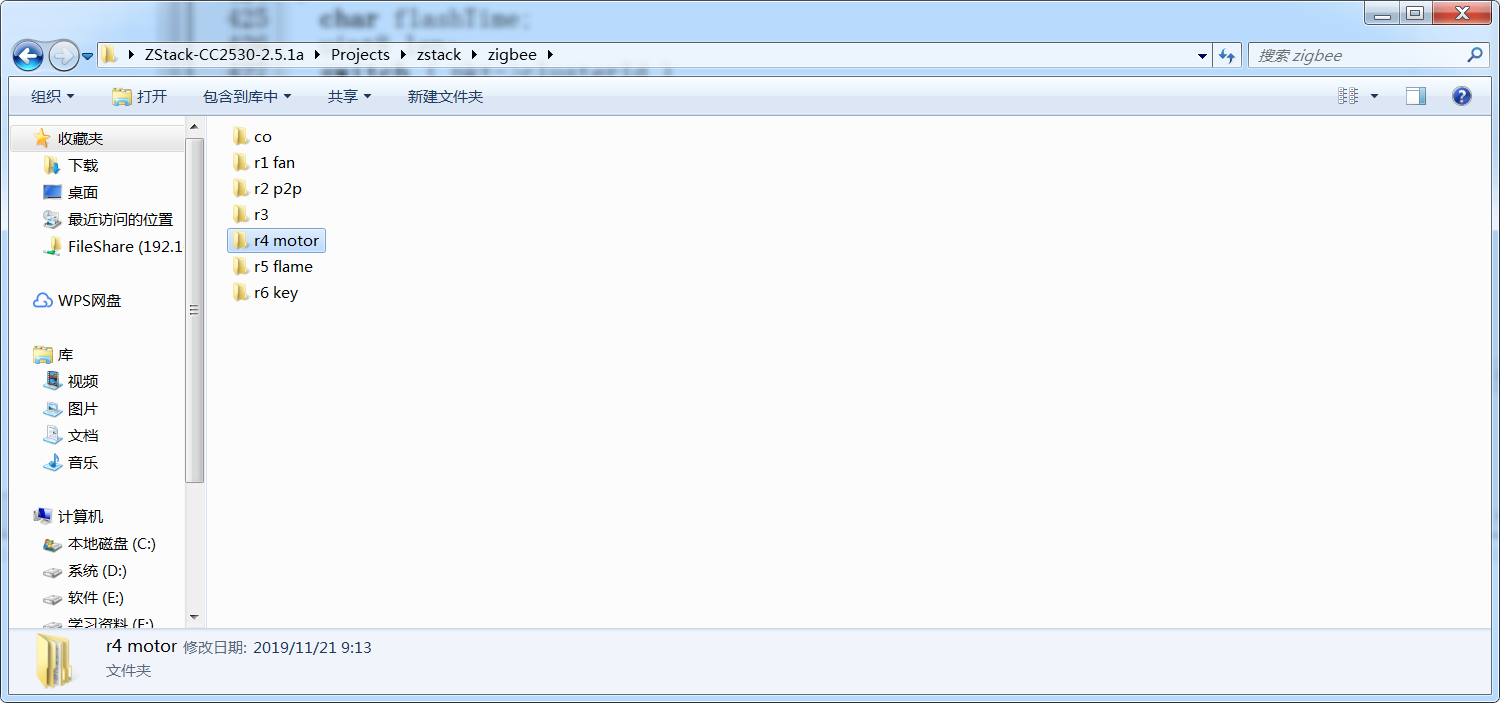 425 char flashTime;
ZStack-CC2530-2.5.1a Projects zstack zigbee
搜索 zigbee
组织 打开 包含到库中 共享 新建文件夹
收藏夹
下载
桌面
最近访问的位置
FileShare (192.1
WPS网盘
库
视频
图片
文档
音乐
计算机
本地磁盘 (C:)
系统 (D:)
软件 (E:)
学习资料 (F:)
co
r1 fan
r2 p2p
r3
r4 motor
r5 flame
r6 key
r4 motor 修改日期: 2019/11/21 9:13
文件夹